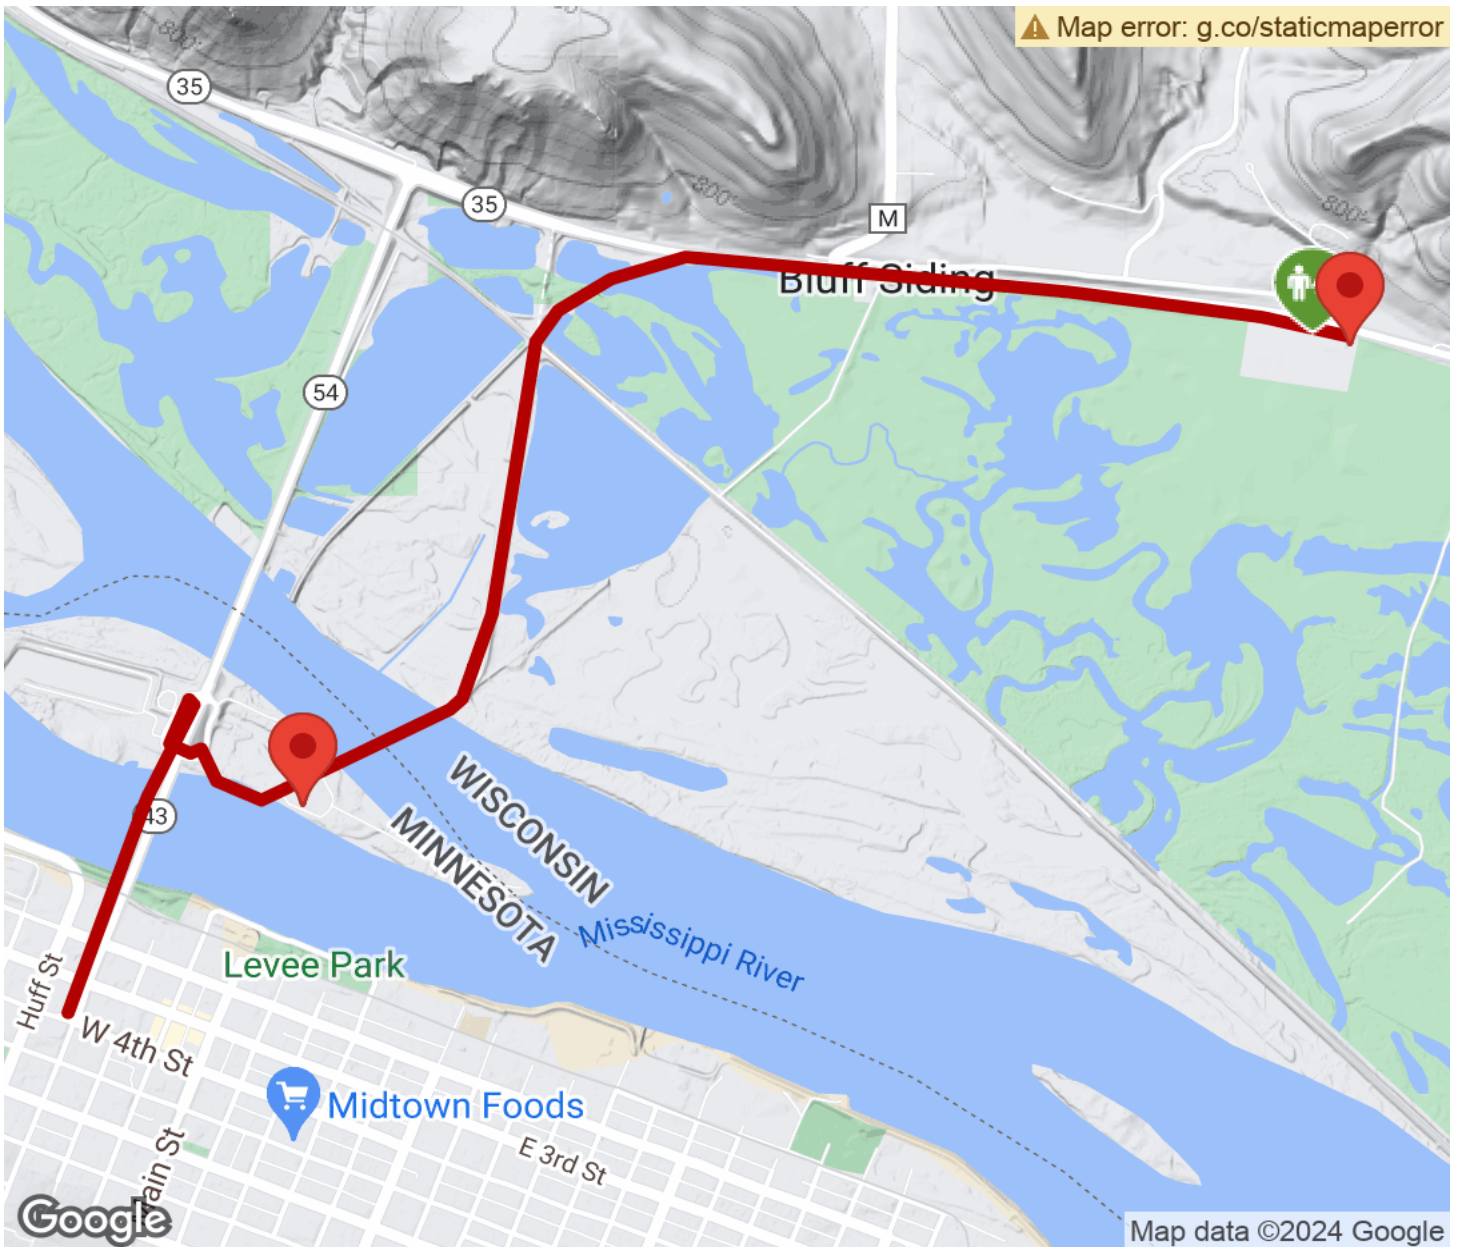 Map error: g.co/staticmaperror
800'
35
35
800'
M
800'
Bluff Siding
54
WISCONSIN
MINNESOTA
43
Mississippi River
Levee Park
Huff St
W 4th St
Midtown Foods
E 3rd St
Main St
Google
Map data ©2024 Google